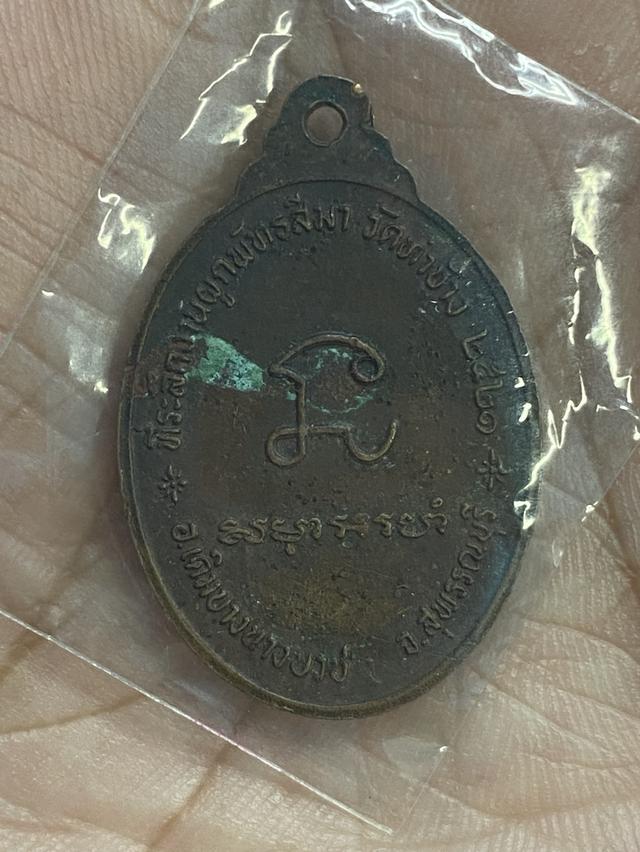 ที่ระลึกงานผูกพัทธสีมา วัดท่าช้าง ๒๕๒๑
อ.เดิมบางนางบวช จ.สุพรรณบุรี